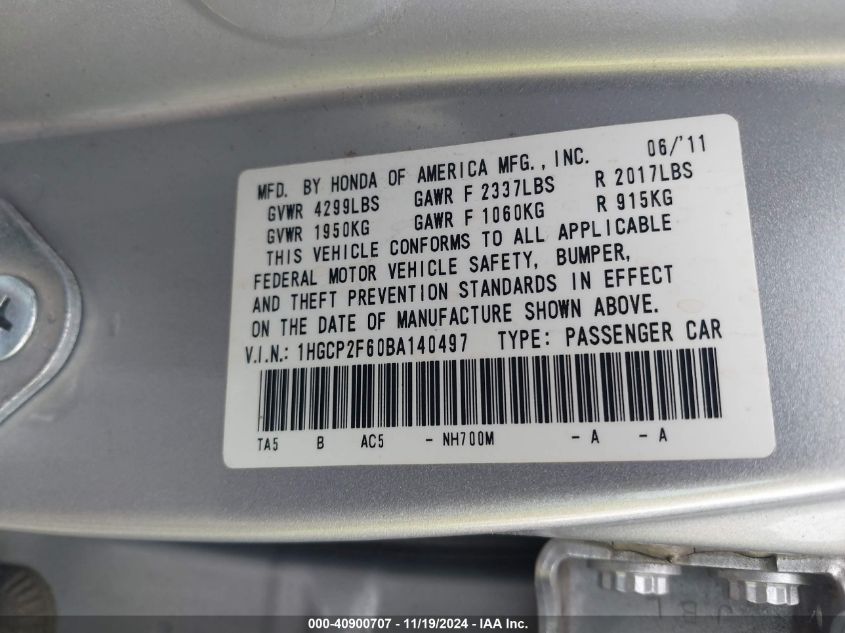 MFD. BY HONDA OF AMERICA MFG., INC. 06/'11
GVWR 4299LBS GAWR F 2337LBS R 2017LBS
GVWR 1950KG GAWR F 1060KG R 915KG
THIS VEHICLE CONFORMS TO ALL APPLICABLE
FEDERAL MOTOR VEHICLE SAFETY, BUMPER,
AND THEFT PREVENTION STANDARDS IN EFFECT
ON THE DATE OF MANUFACTURE SHOWN ABOVE.
V.I.N.: 1HGCP2F60BA140497 TYPE: PASSENGER CAR
TA5 B AC5 - NH700M - A - A
000-40900707 - 11/19/2024 - IAA Inc.